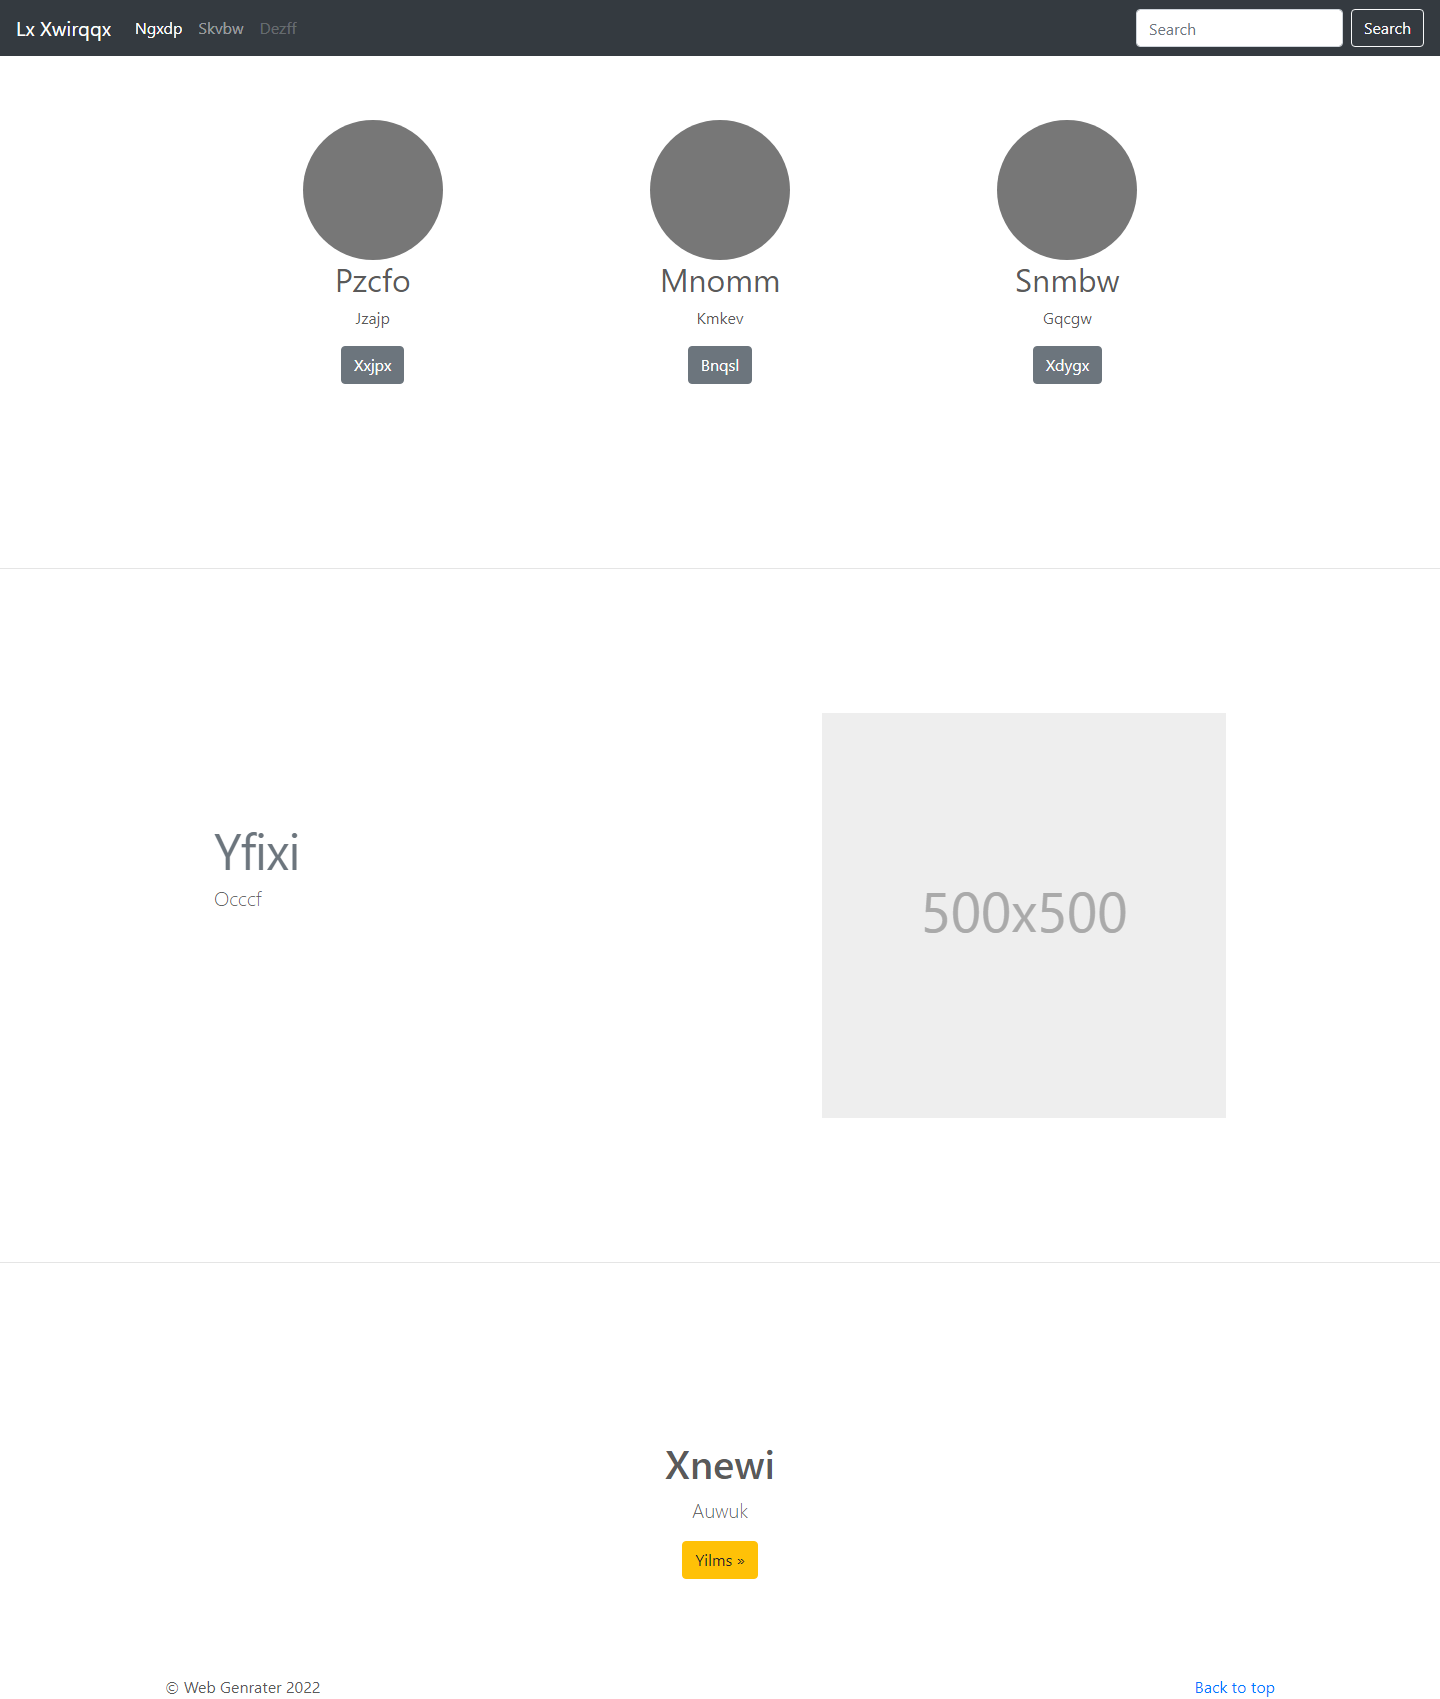 Lx Xwirqqx Ngxdp Skvbw Dezff Search Search
Pzcfo Mnomm Snmbw
Jzajp Kmkev Gqcgw
Xxjpx Bnqsl Xdygx
Yfixi
Occcf
500x500
Xnewi
Auwuk
Yilms »
© Web Genrater 2022 Back to top